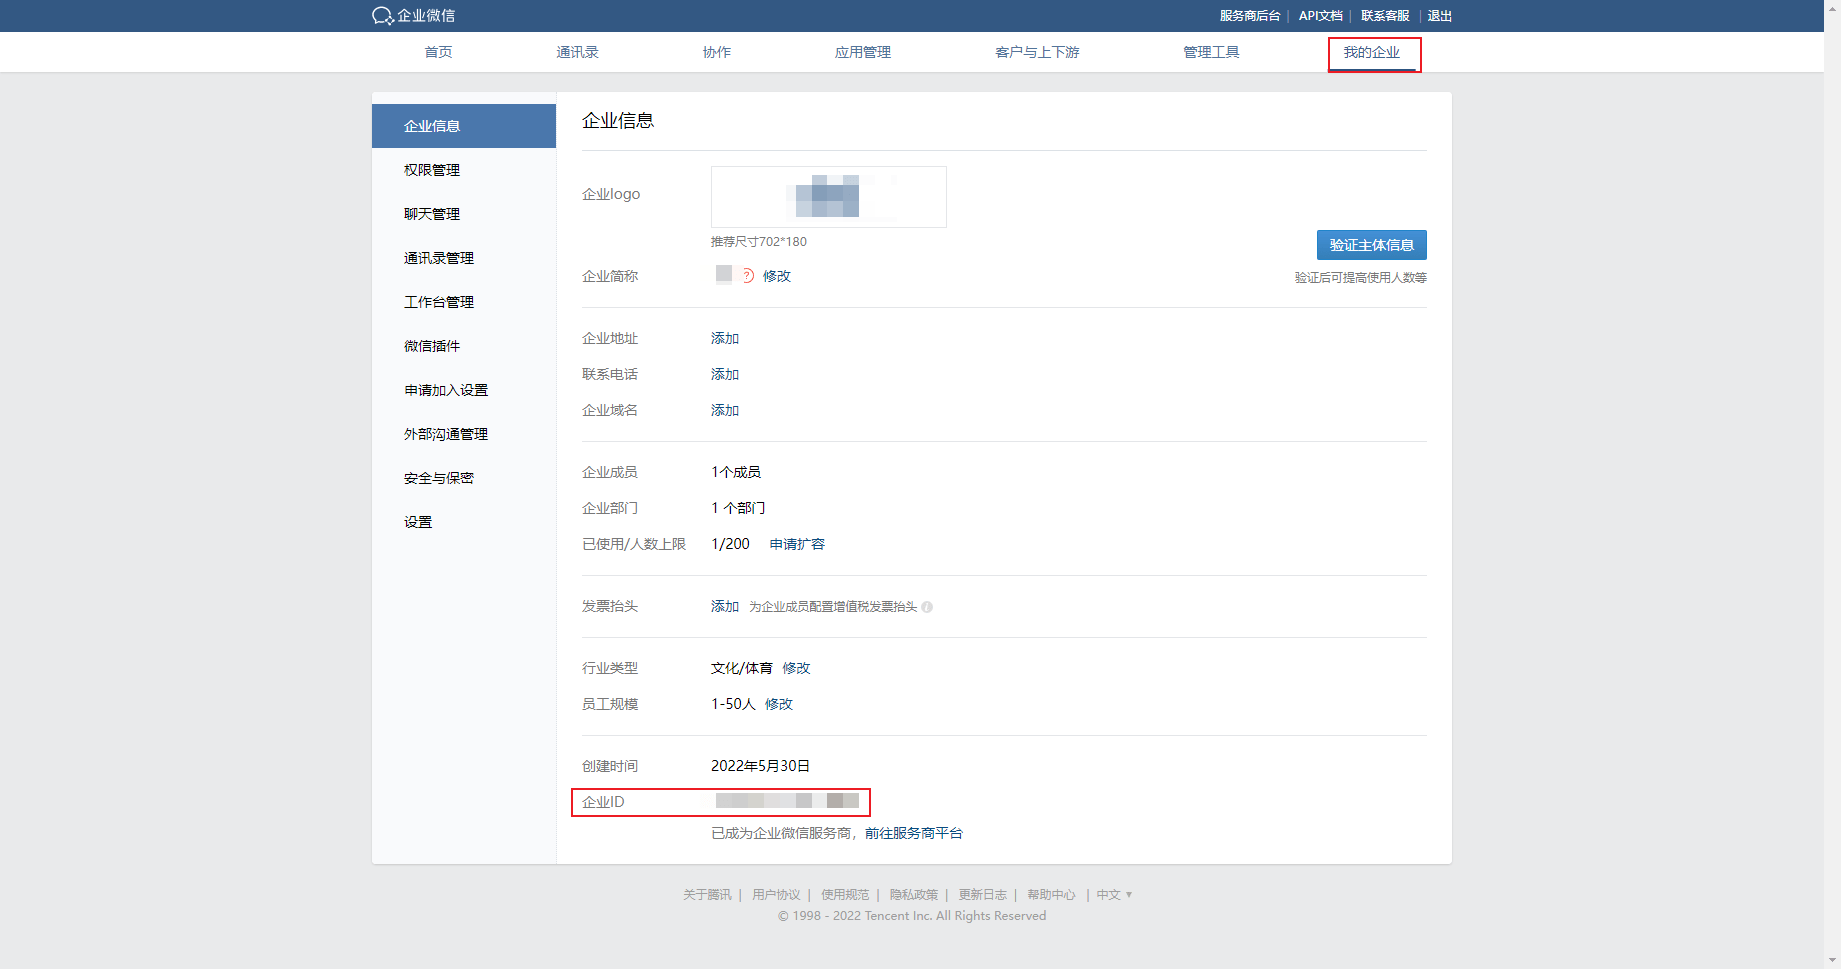 企业微信
服务商后台 | API文档 | 联系客服 | 退出
首页 通讯录 协作 应用管理 客户与上下游 管理工具 我的企业
企业信息
权限管理
聊天管理
通讯录管理
工作台管理
微信插件
申请加入设置
外部沟通管理
安全与保密
设置
企业信息
企业logo
推荐尺寸702*180
验证主体信息
企业简称 ? 修改
验证后可提高使用人数等
企业地址 添加
联系电话 添加
企业域名 添加
企业成员 1个成员
企业部门 1 个部门
已使用/人数上限 1/200 申请扩容
发票抬头 添加 为企业成员配置增值税发票抬头 i
行业类型 文化/体育 修改
员工规模 1-50人 修改
创建时间 2022年5月30日
企业ID
已成为企业微信服务商，前往服务商平台
关于腾讯 | 用户协议 | 使用规范 | 隐私政策 | 更新日志 | 帮助中心 | 中文 ▼
© 1998 - 2022 Tencent Inc. All Rights Reserved